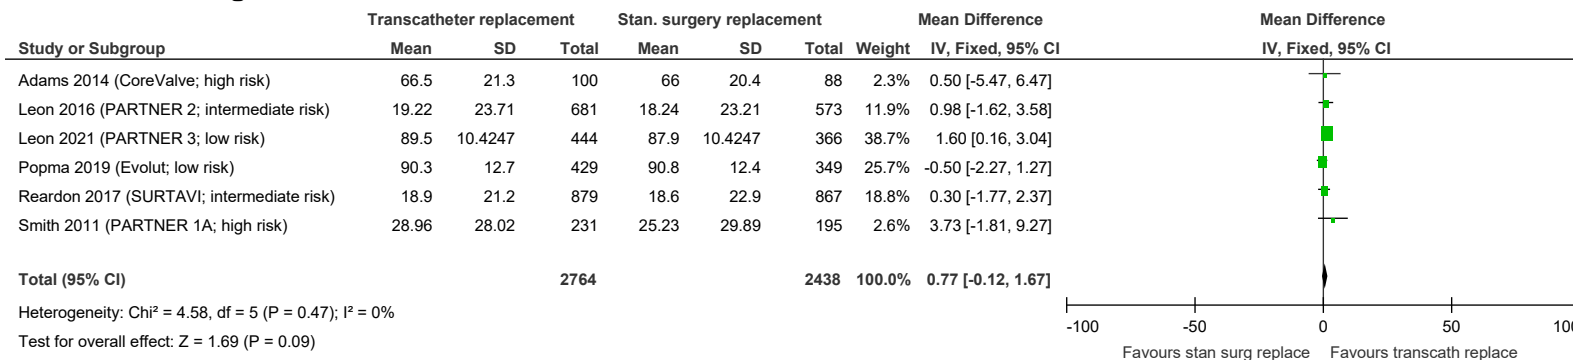 Transcatheter replacement Stan. surgery replacement Mean Difference Mean Difference
Study or Subgroup Mean SD Total Mean SD Total Weight IV, Fixed, 95% CI IV, Fixed, 95% CI
Adams 2014 (CoreValve; high risk) 66.5 21.3 100 66 20.4 88 2.3% 0.50 [-5.47, 6.47]
Leon 2016 (PARTNER 2; intermediate risk) 19.22 23.71 681 18.24 23.21 573 11.9% 0.98 [-1.62, 3.58]
Leon 2021 (PARTNER 3; low risk) 89.5 10.4247 444 87.9 10.4247 366 38.7% 1.60 [0.16, 3.04]
Popma 2019 (Evolut; low risk) 90.3 12.7 429 90.8 12.4 349 25.7% -0.50 [-2.27, 1.27]
Reardon 2017 (SURTAVI; intermediate risk) 18.9 21.2 879 18.6 22.9 867 18.8% 0.30 [-1.77, 2.37]
Smith 2011 (PARTNER 1A; high risk) 28.96 28.02 231 25.23 29.89 195 2.6% 3.73 [-1.81, 9.27]
Total (95% CI) 2764 2438 100.0% 0.77 [-0.12, 1.67]
Heterogeneity: Chi² = 4.58, df = 5 (P = 0.47); I² = 0%
Test for overall effect: Z = 1.69 (P = 0.09)
-100 -50 0 50 100
Favours stan surg replace Favours transcath replace